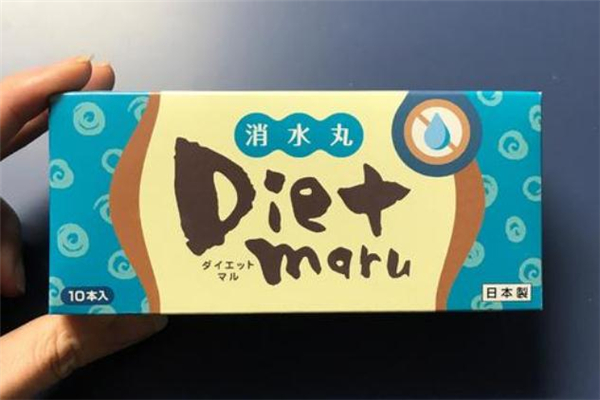 消水丸
Diet
maru
ダイエット
マル
10本入
日本製